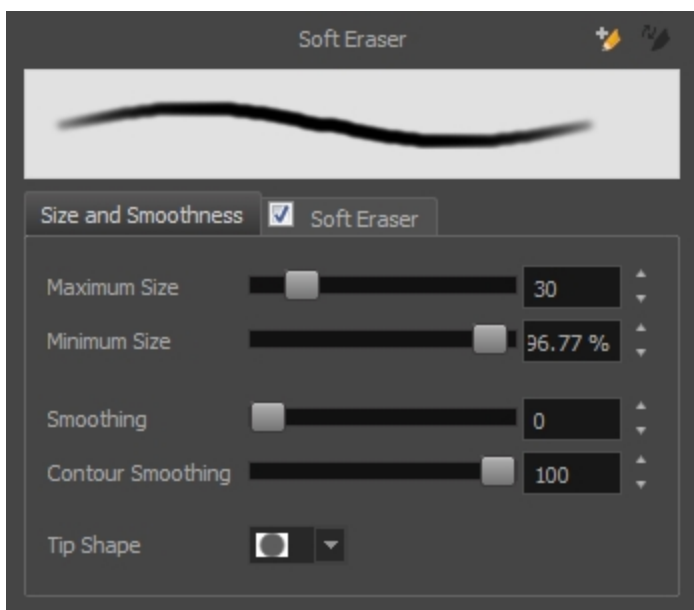 Soft Eraser
Size and Smoothness
Soft Eraser
Maximum Size 30
Minimum Size 96.77 %
Smoothing 0
Contour Smoothing 100
Tip Shape